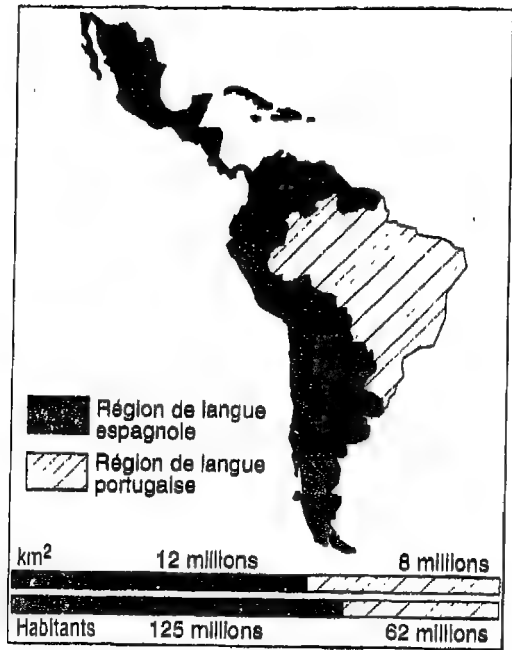 Région de langue
espagnole
Région de langue
portugaise
km² 12 millions 8 millions
Habitants 125 millions 62 millions